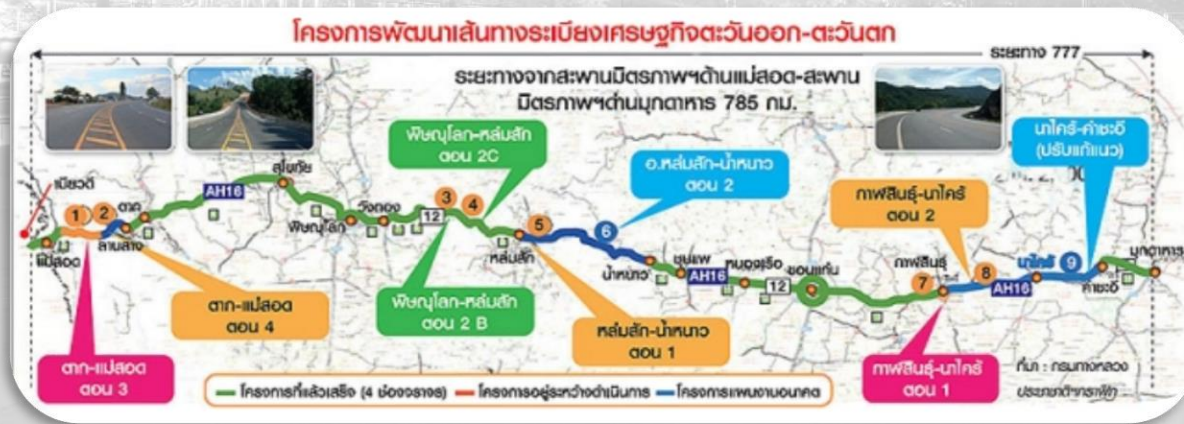 โครงการพัฒนาเส้นทางระเบียงเศรษฐกิจตะวันออก-ตะวันตก
ระยะทาง 777
ระยะทางจากสะพานมิตรภาพฯด้านแม่สอด-สะพาน
มิตรภาพฯด่านมุกดาหาร 785 กม.
พิษณุโลก-หล่มสัก
ตอน 2C
อ.หล่มสัก-น้ำหนาว
ตอน 2
นาไคร้-คำชะอี
(ปรับแก้แนว)
กาฬสินธุ์-นาไคร้
ตอน 2
เมียวดี
1
2
ตาก
AH16
สุโขทัย
พิษณุโลก
วังทอง
12
3
4
5
6
แม่สอด
ลานสาง
หล่มสัก
น้ำหนาว
ชุมแพ
AH16
หนองเรือ
12
ขอนแก่น
กาฬสินธุ์
7
8
AH16
นาไคร้
9
คำชะอี
มุกดาหาร
ตาก-แม่สอด
ตอน 4
พิษณุโลก-หล่มสัก
ตอน 2 B
หล่มสัก-น้ำหนาว
ตอน 1
ตาก-แม่สอด
ตอน 3
กาฬสินธุ์-นาไคร้
ตอน 1
โครงการที่แล้วเสร็จ (4 ช่องจราจร)
โครงการอยู่ระหว่างดำเนินการ
โครงการแผนงานอนาคต
ที่มา : กรมทางหลวง
ประชาชาติฯกราฟิก